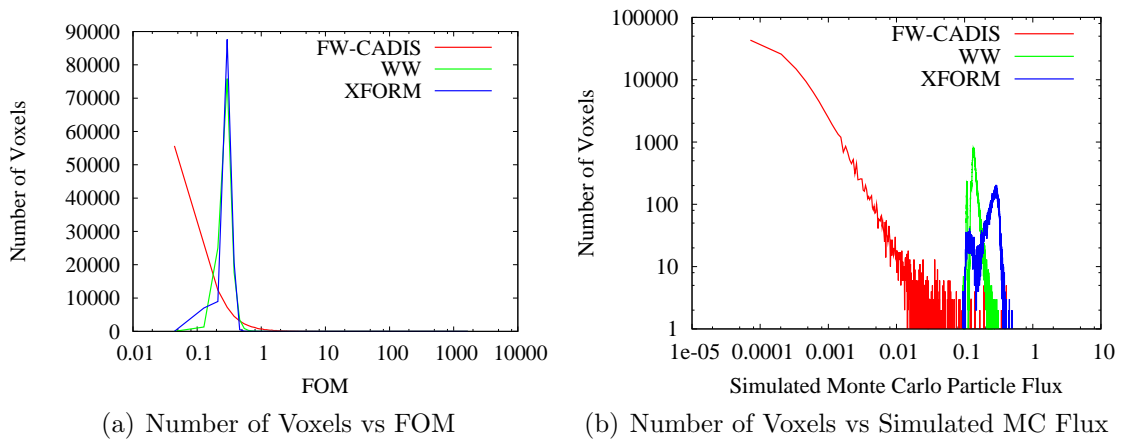 90000
80000
70000
60000
50000
40000
30000
20000
10000
0
Number of Voxels
FW-CADIS
WW
XFORM
0.01 0.1 1 10 100 1000 10000
FOM
(a) Number of Voxels vs FOM
100000
10000
1000
100
10
1
Number of Voxels
FW-CADIS
WW
XFORM
1e-05 0.0001 0.001 0.01 0.1 1 10
Simulated Monte Carlo Particle Flux
(b) Number of Voxels vs Simulated MC Flux